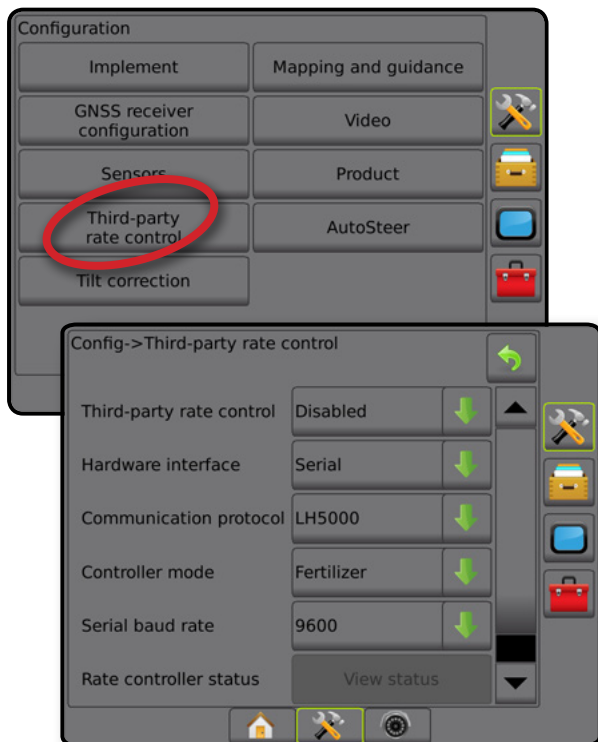 Configuration
Implement
Mapping and guidance
GNSS receiver
configuration
Video
Sensors
Product
Third-party
rate control
AutoSteer
Tilt correction
Config->Third-party rate control
Third-party rate control
Disabled
Hardware interface
Serial
Communication protocol
LH5000
Controller mode
Fertilizer
Serial baud rate
9600
Rate controller status
View status